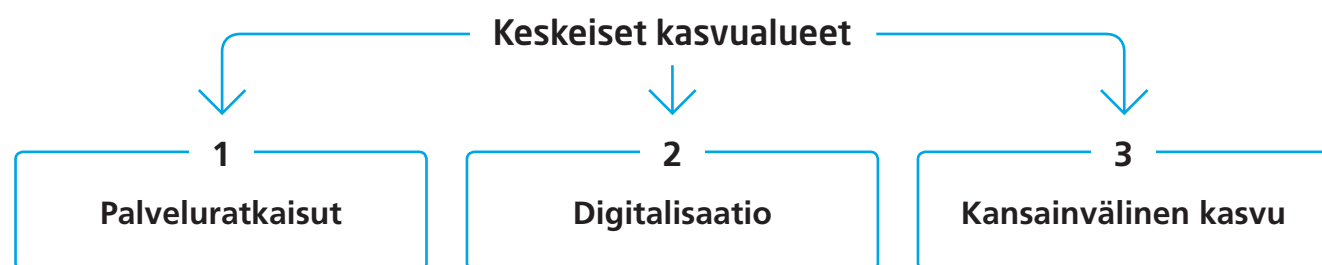 Keskeiset kasvualueet
1
2
3
Palveluratkaisut
Digitalisaatio
Kansainvälinen kasvu